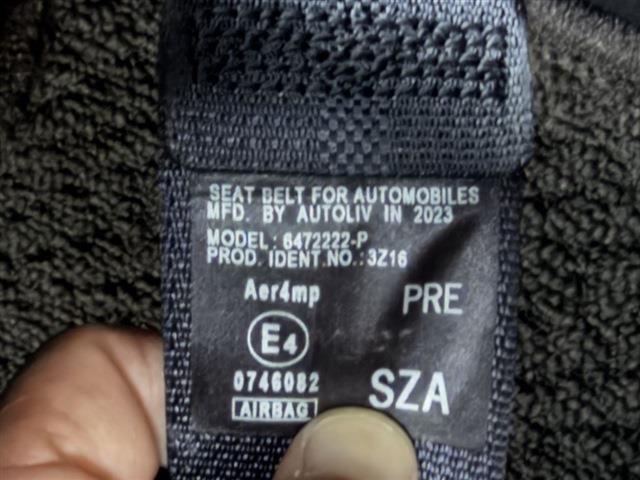 SEAT BELT FOR AUTOMOBILES
MFD. BY AUTOLIV IN 2023
MODEL: 6472222-P
PROD. IDENT.NO.:3Z16
Aer4mp PRE
E4
0746082 SZA
AIRBAG